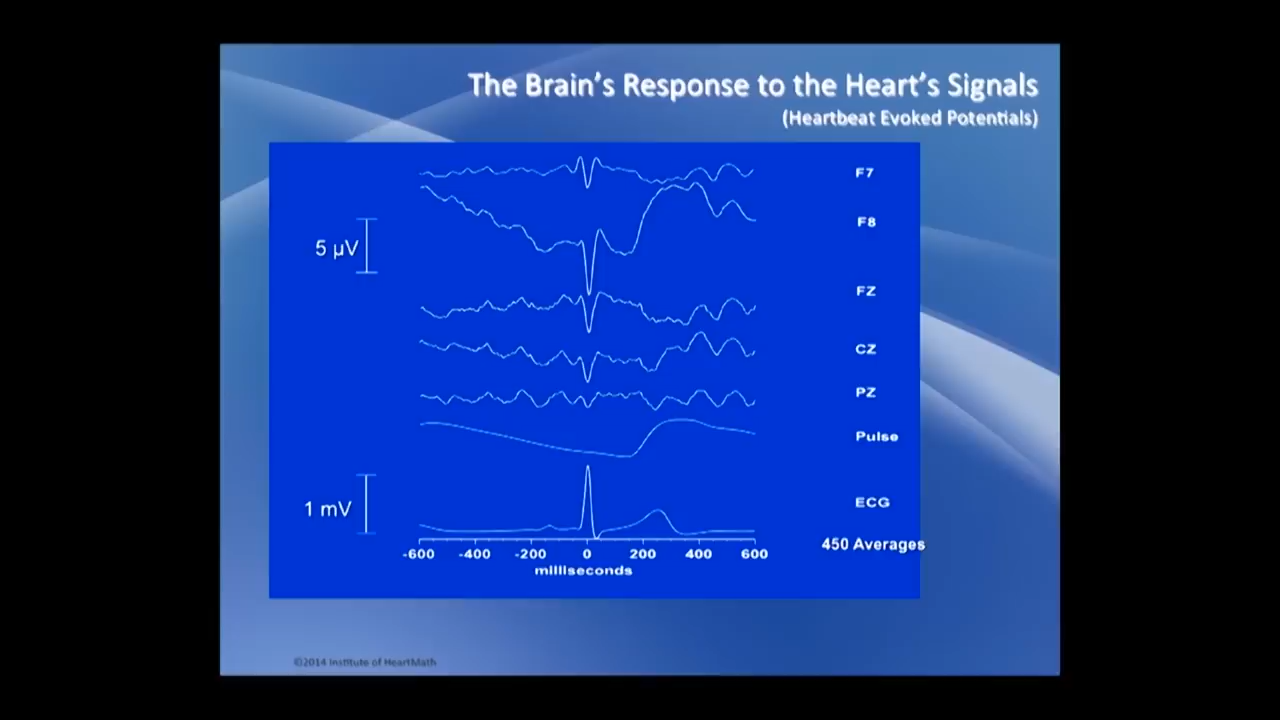 The Brain's Response to the Heart's Signals
(Heartbeat Evoked Potentials)
F7
F8
5 µV
FZ
CZ
PZ
Pulse
ECG
1 mV
450 Averages
-600 -400 -200 0 200 400 600
milliseconds
©2014 Institute of HeartMath